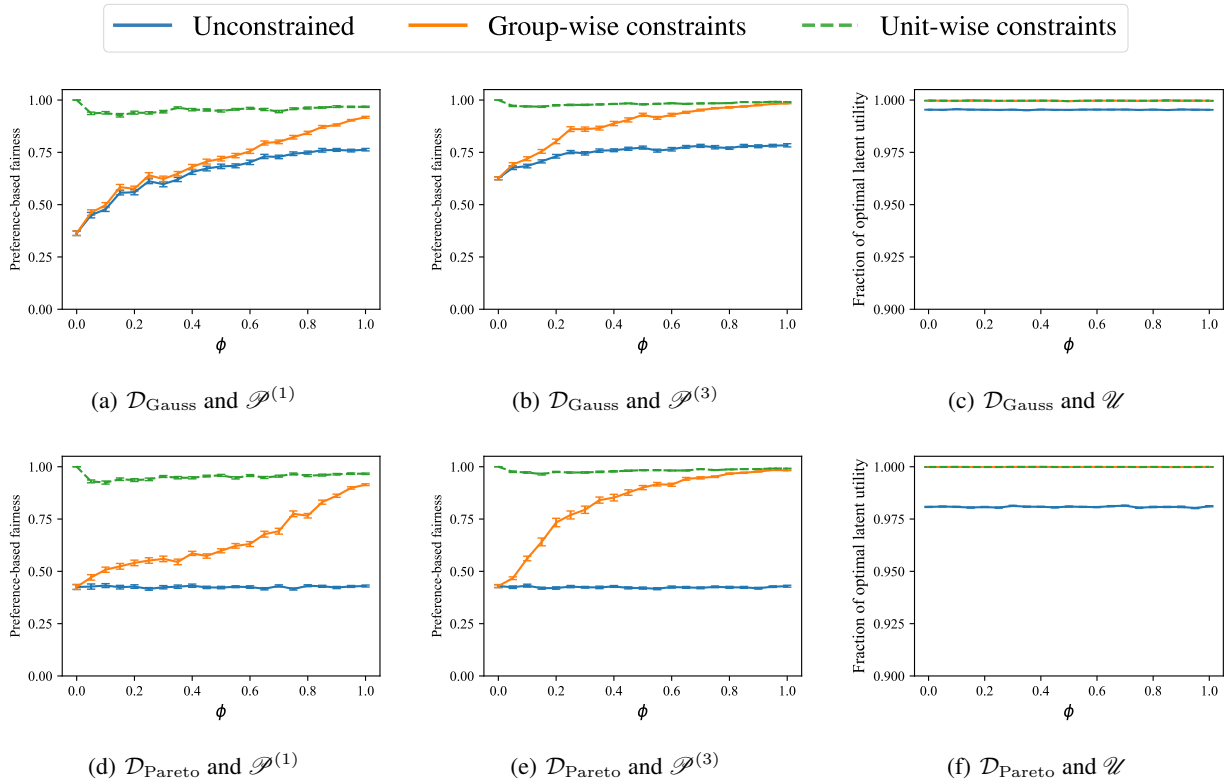 Unconstrained Group-wise constraints Unit-wise constraints
1.00
0.75
0.50
0.25
0.00
Preference-based fairness
0.0 0.2 0.4 0.6 0.8 1.0
ϕ
(a) 𝒟Gauss and 𝒫(1)
1.00
0.75
0.50
0.25
0.00
Preference-based fairness
0.0 0.2 0.4 0.6 0.8 1.0
ϕ
(b) 𝒟Gauss and 𝒫(3)
1.000
0.975
0.950
0.925
0.900
Fraction of optimal latent utility
0.0 0.2 0.4 0.6 0.8 1.0
ϕ
(c) 𝒟Gauss and 𝒰
1.00
0.75
0.50
0.25
0.00
Preference-based fairness
0.0 0.2 0.4 0.6 0.8 1.0
ϕ
(d) 𝒟Pareto and 𝒫(1)
1.00
0.75
0.50
0.25
0.00
Preference-based fairness
0.0 0.2 0.4 0.6 0.8 1.0
ϕ
(e) 𝒟Pareto and 𝒫(3)
1.000
0.975
0.950
0.925
0.900
Fraction of optimal latent utility
0.0 0.2 0.4 0.6 0.8 1.0
ϕ
(f) 𝒟Pareto and 𝒰